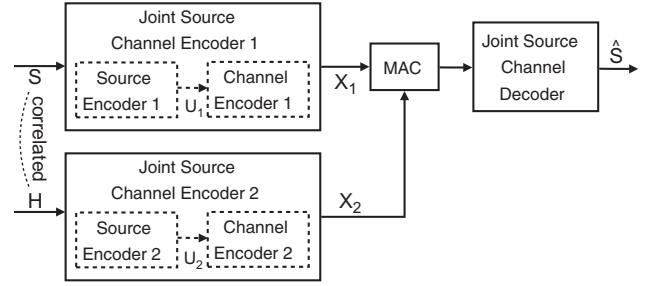 Joint Source
Channel Encoder 1
Source
Encoder 1
U1
Channel
Encoder 1
S
X1
MAC
Joint Source
Channel
Decoder
Ŝ
correlated
H
Joint Source
Channel Encoder 2
Source
Encoder 2
U2
Channel
Encoder 2
X2